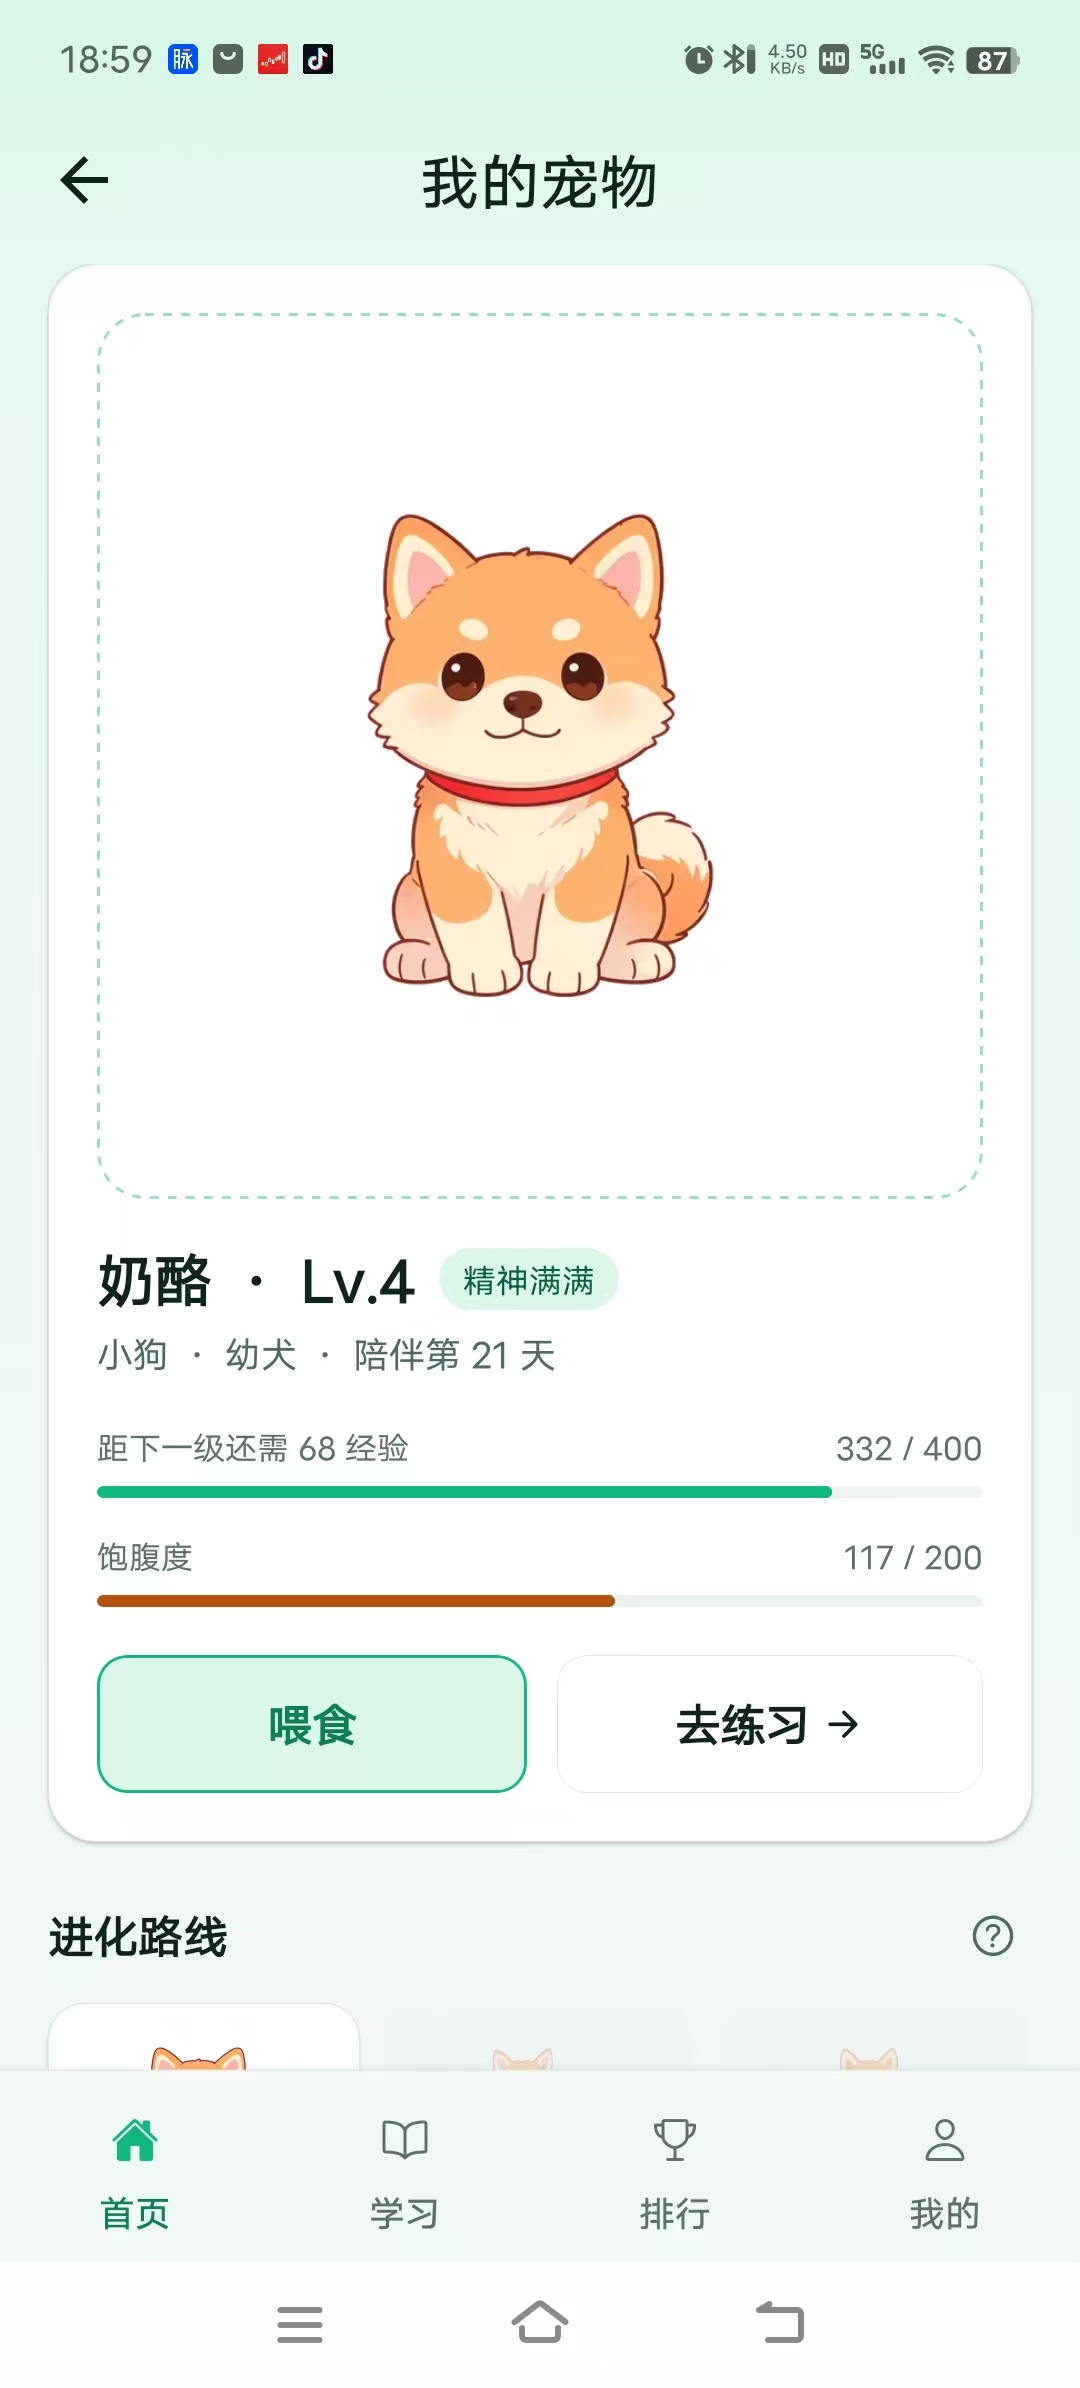 18:59 脉 4.50 KB/s HD 5G 87
我的宠物
奶酪 · Lv.4 精神满满
小狗 · 幼犬 · 陪伴第 21 天
距下一级还需 68 经验 332 / 400
饱腹度 117 / 200
喂食 去练习 →
进化路线 ?
首页 学习 排行 我的